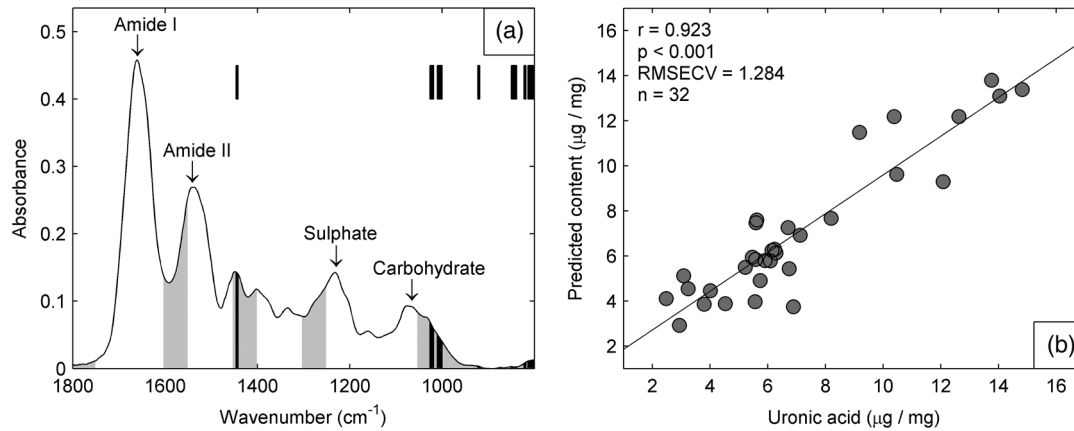 (a)
Amide I
Amide II
Sulphate
Carbohydrate
0.5
0.4
0.3
0.2
0.1
0
Absorbance
1800
1600
1400
1200
1000
Wavenumber (cm⁻¹)
r = 0.923
p < 0.001
RMSECV = 1.284
n = 32
(b)
16
14
12
10
8
6
4
2
Predicted content (μg / mg)
2
4
6
8
10
12
14
16
Uronic acid (μg / mg)